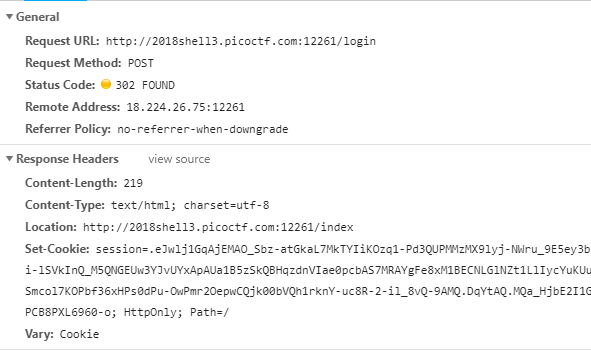 General
Request URL: http://2018shell3.picoctf.com:12261/login
Request Method: POST
Status Code: 302 FOUND
Remote Address: 18.224.26.75:12261
Referrer Policy: no-referrer-when-downgrade
Response Headers view source
Content-Length: 219
Content-Type: text/html; charset=utf-8
Location: http://2018shell3.picoctf.com:12261/index
Set-Cookie: session=.eJwlj1GqAjEMAO_Sbz-atGkaL7MkTYIiKOzq1-Pd3QUPMMzMX9lyj-NWru_9E5ey3b
i-lSVkInQ_M5QNGEUw3YJvUYxApAUa1B5zSkQBHqzdnVIae0pcbAS7MRAYgFe8xM1BECNLGlNZt1LlIycYuKUu
Smcol7KOPbf36xHPs0dPu-OwPmr2OepwCQjk00bVQh1rknY-uc8R-2-il_8vQ-9AMQ.DqYtAQ.MQa_HjbE2I1G
PCB8PXL6960-o; HttpOnly; Path=/
Vary: Cookie